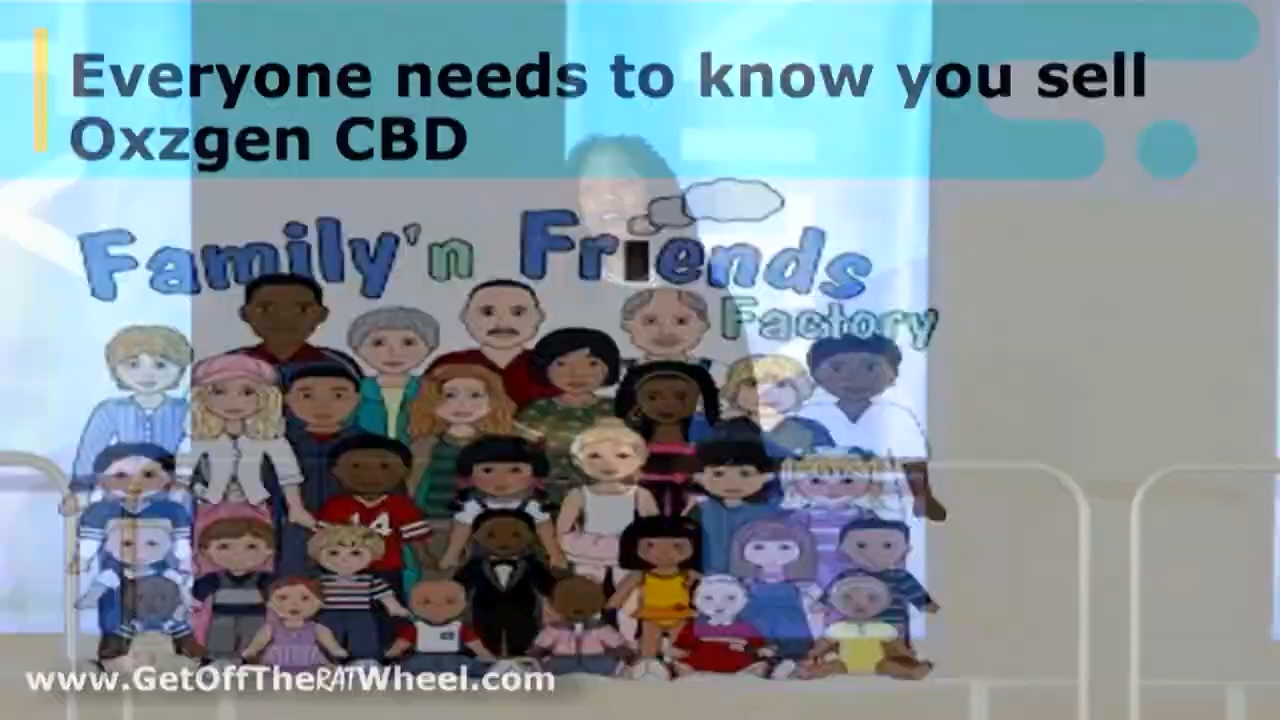 Everyone needs to know you sell
Oxzgen CBD
Family'n Friends
Factory
14
www.GetOffTheRATWheel.com